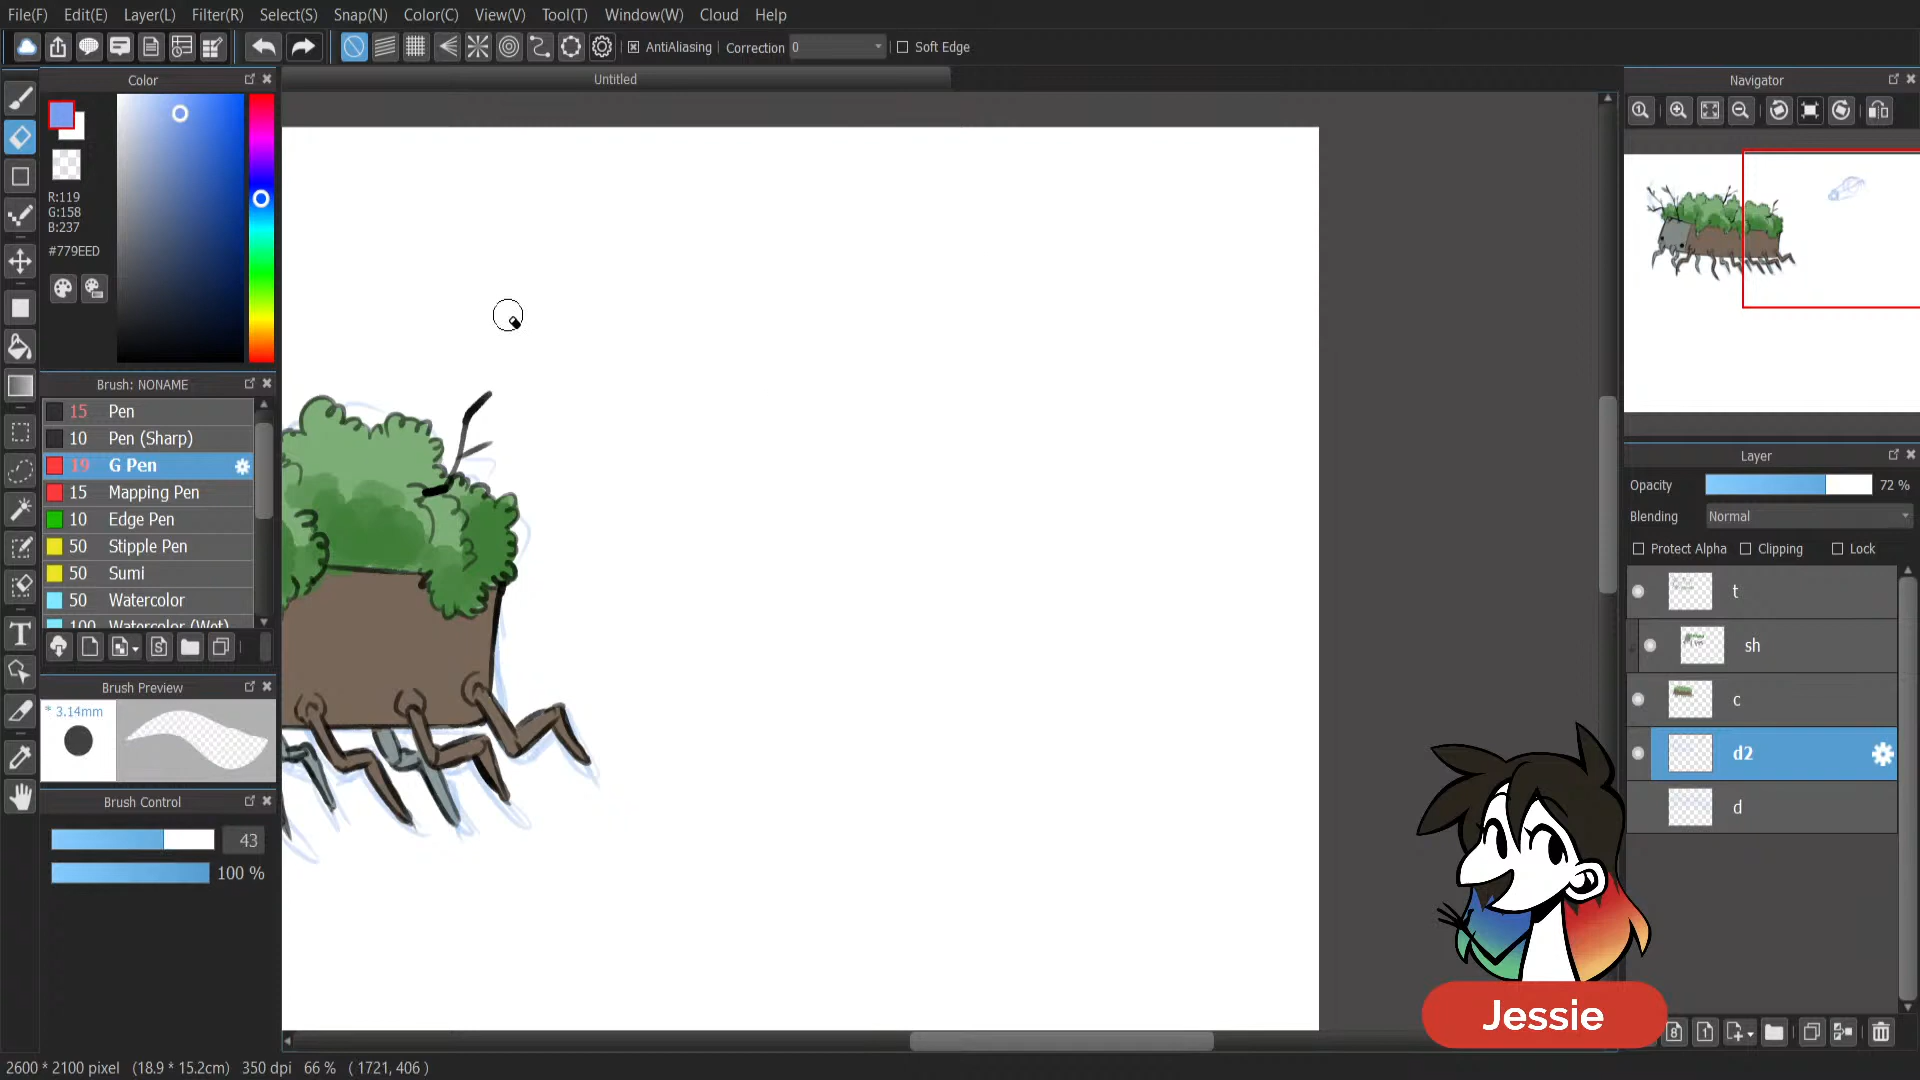 File(F) Edit(E) Layer(L) Filter(R) Select(S) Snap(N) Color(C) View(V) Tool(T) Window(W) Cloud Help
AntiAliasing Correction 0 Soft Edge
Color
Untitled
Navigator
R:119
G:158
B:237
#779EED
Brush: NONAME
15 Pen
10 Pen (Sharp)
19 G Pen
15 Mapping Pen
10 Edge Pen
50 Stipple Pen
50 Sumi
50 Watercolor
100 Watercolor (Wet)
Brush Preview
* 3.14mm
Brush Control
43
100 %
Layer
Opacity 72 %
Blending Normal
Protect Alpha Clipping Lock
t
sh
c
d2
d
Jessie
2600 * 2100 pixel (18.9 * 15.2cm) 350 dpi 66 % ( 1721, 406 )